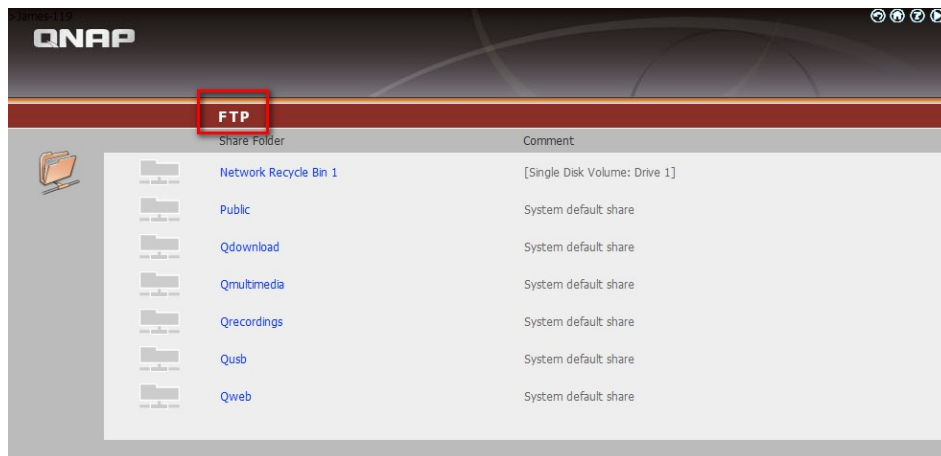 >James-119
QNAP
FTP
Share Folder Comment
Network Recycle Bin 1 [Single Disk Volume: Drive 1]
Public System default share
Qdownload System default share
Qmultimedia System default share
Qrecordings System default share
Qusb System default share
Qweb System default share